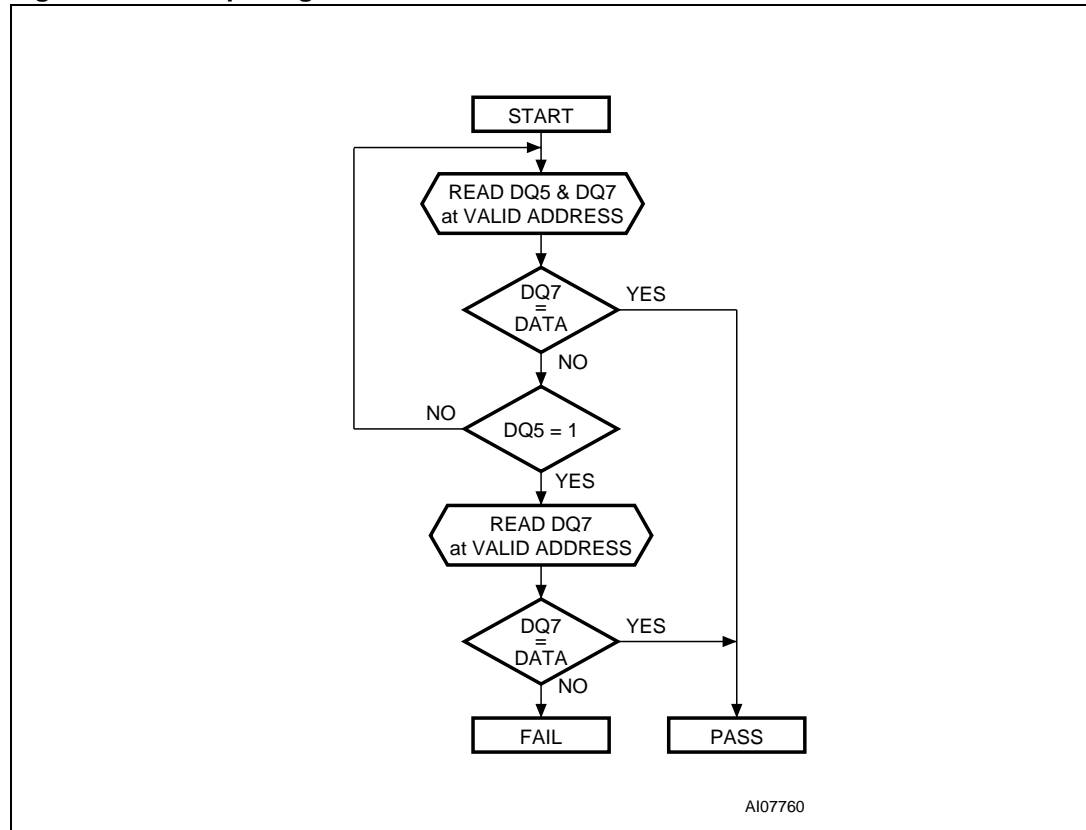 START
READ DQ5 & DQ7
at VALID ADDRESS
DQ7
=
DATA
YES
NO
DQ5 = 1
NO
YES
READ DQ7
at VALID ADDRESS
DQ7
=
DATA
YES
NO
FAIL
PASS
AI07760